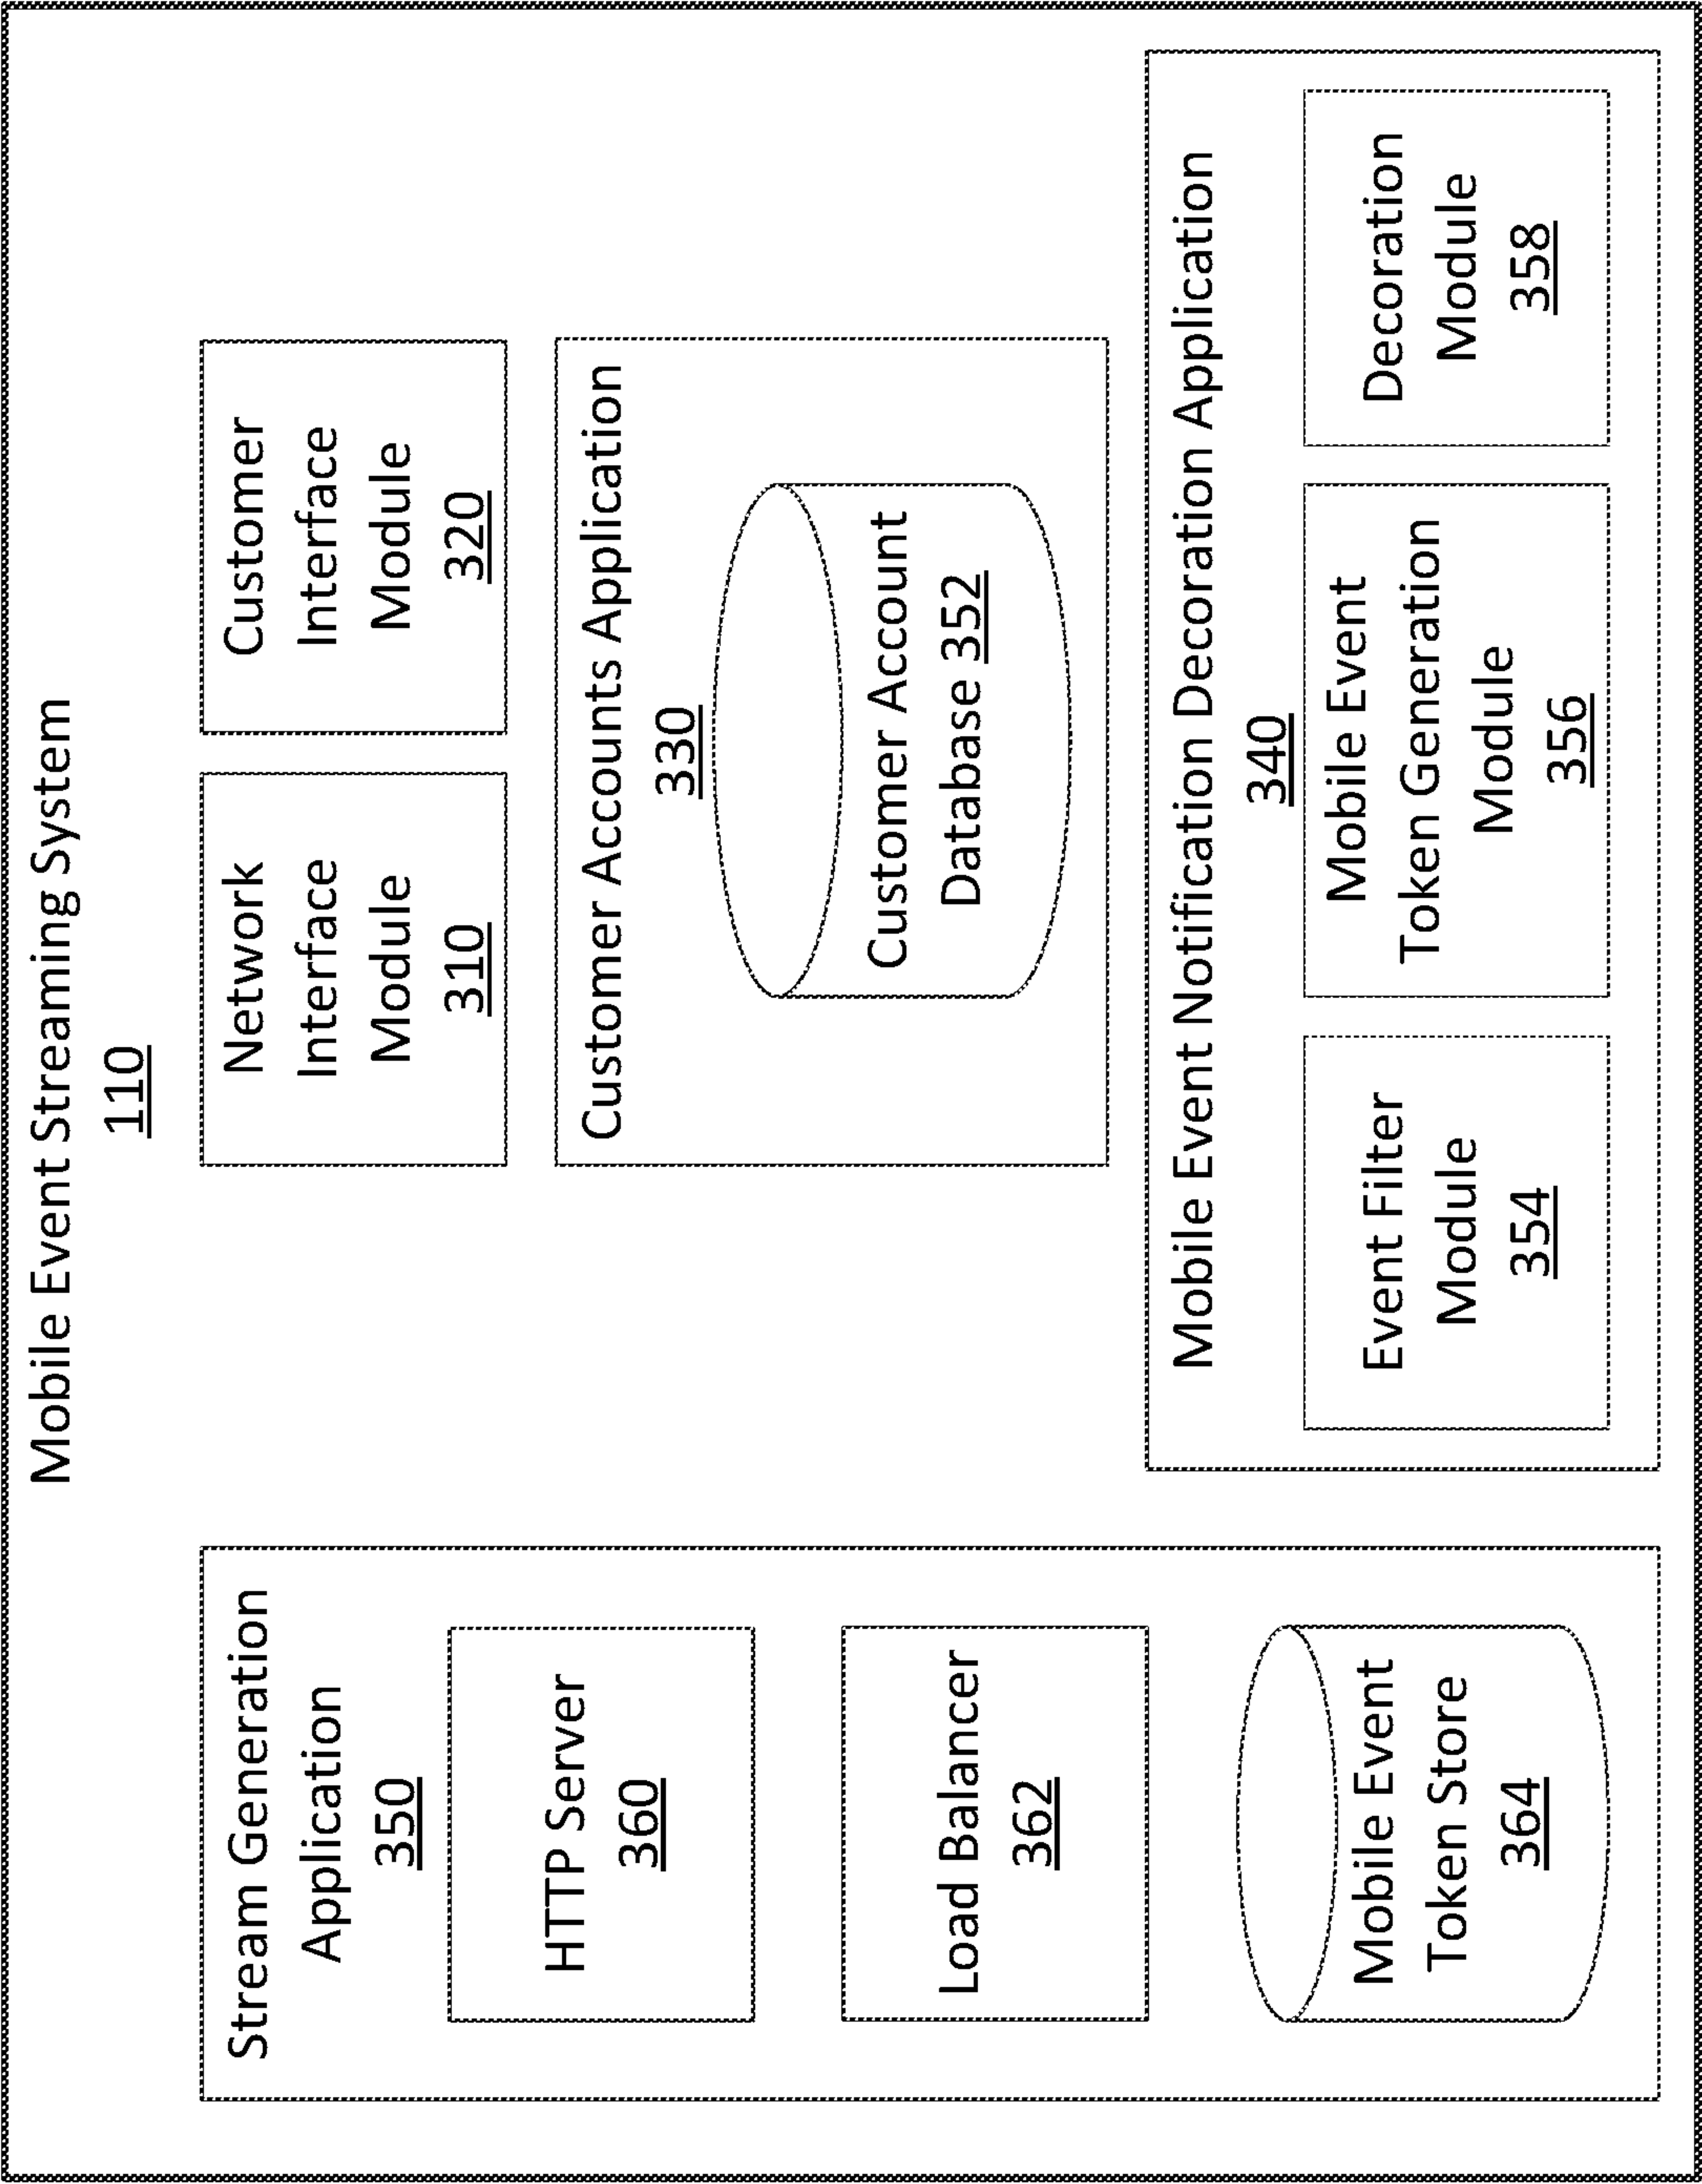 Mobile Event Streaming System
110
Stream Generation
Application
350
HTTP Server
360
Load Balancer
362
Mobile Event
Token Store
364
Network
Interface
Module
310
Customer
Interface
Module
320
Customer Accounts Application
330
Customer Account
Database 352
Mobile Event Notification Decoration Application
340
Event Filter
Module
354
Mobile Event
Token Generation
Module
356
Decoration
Module
358